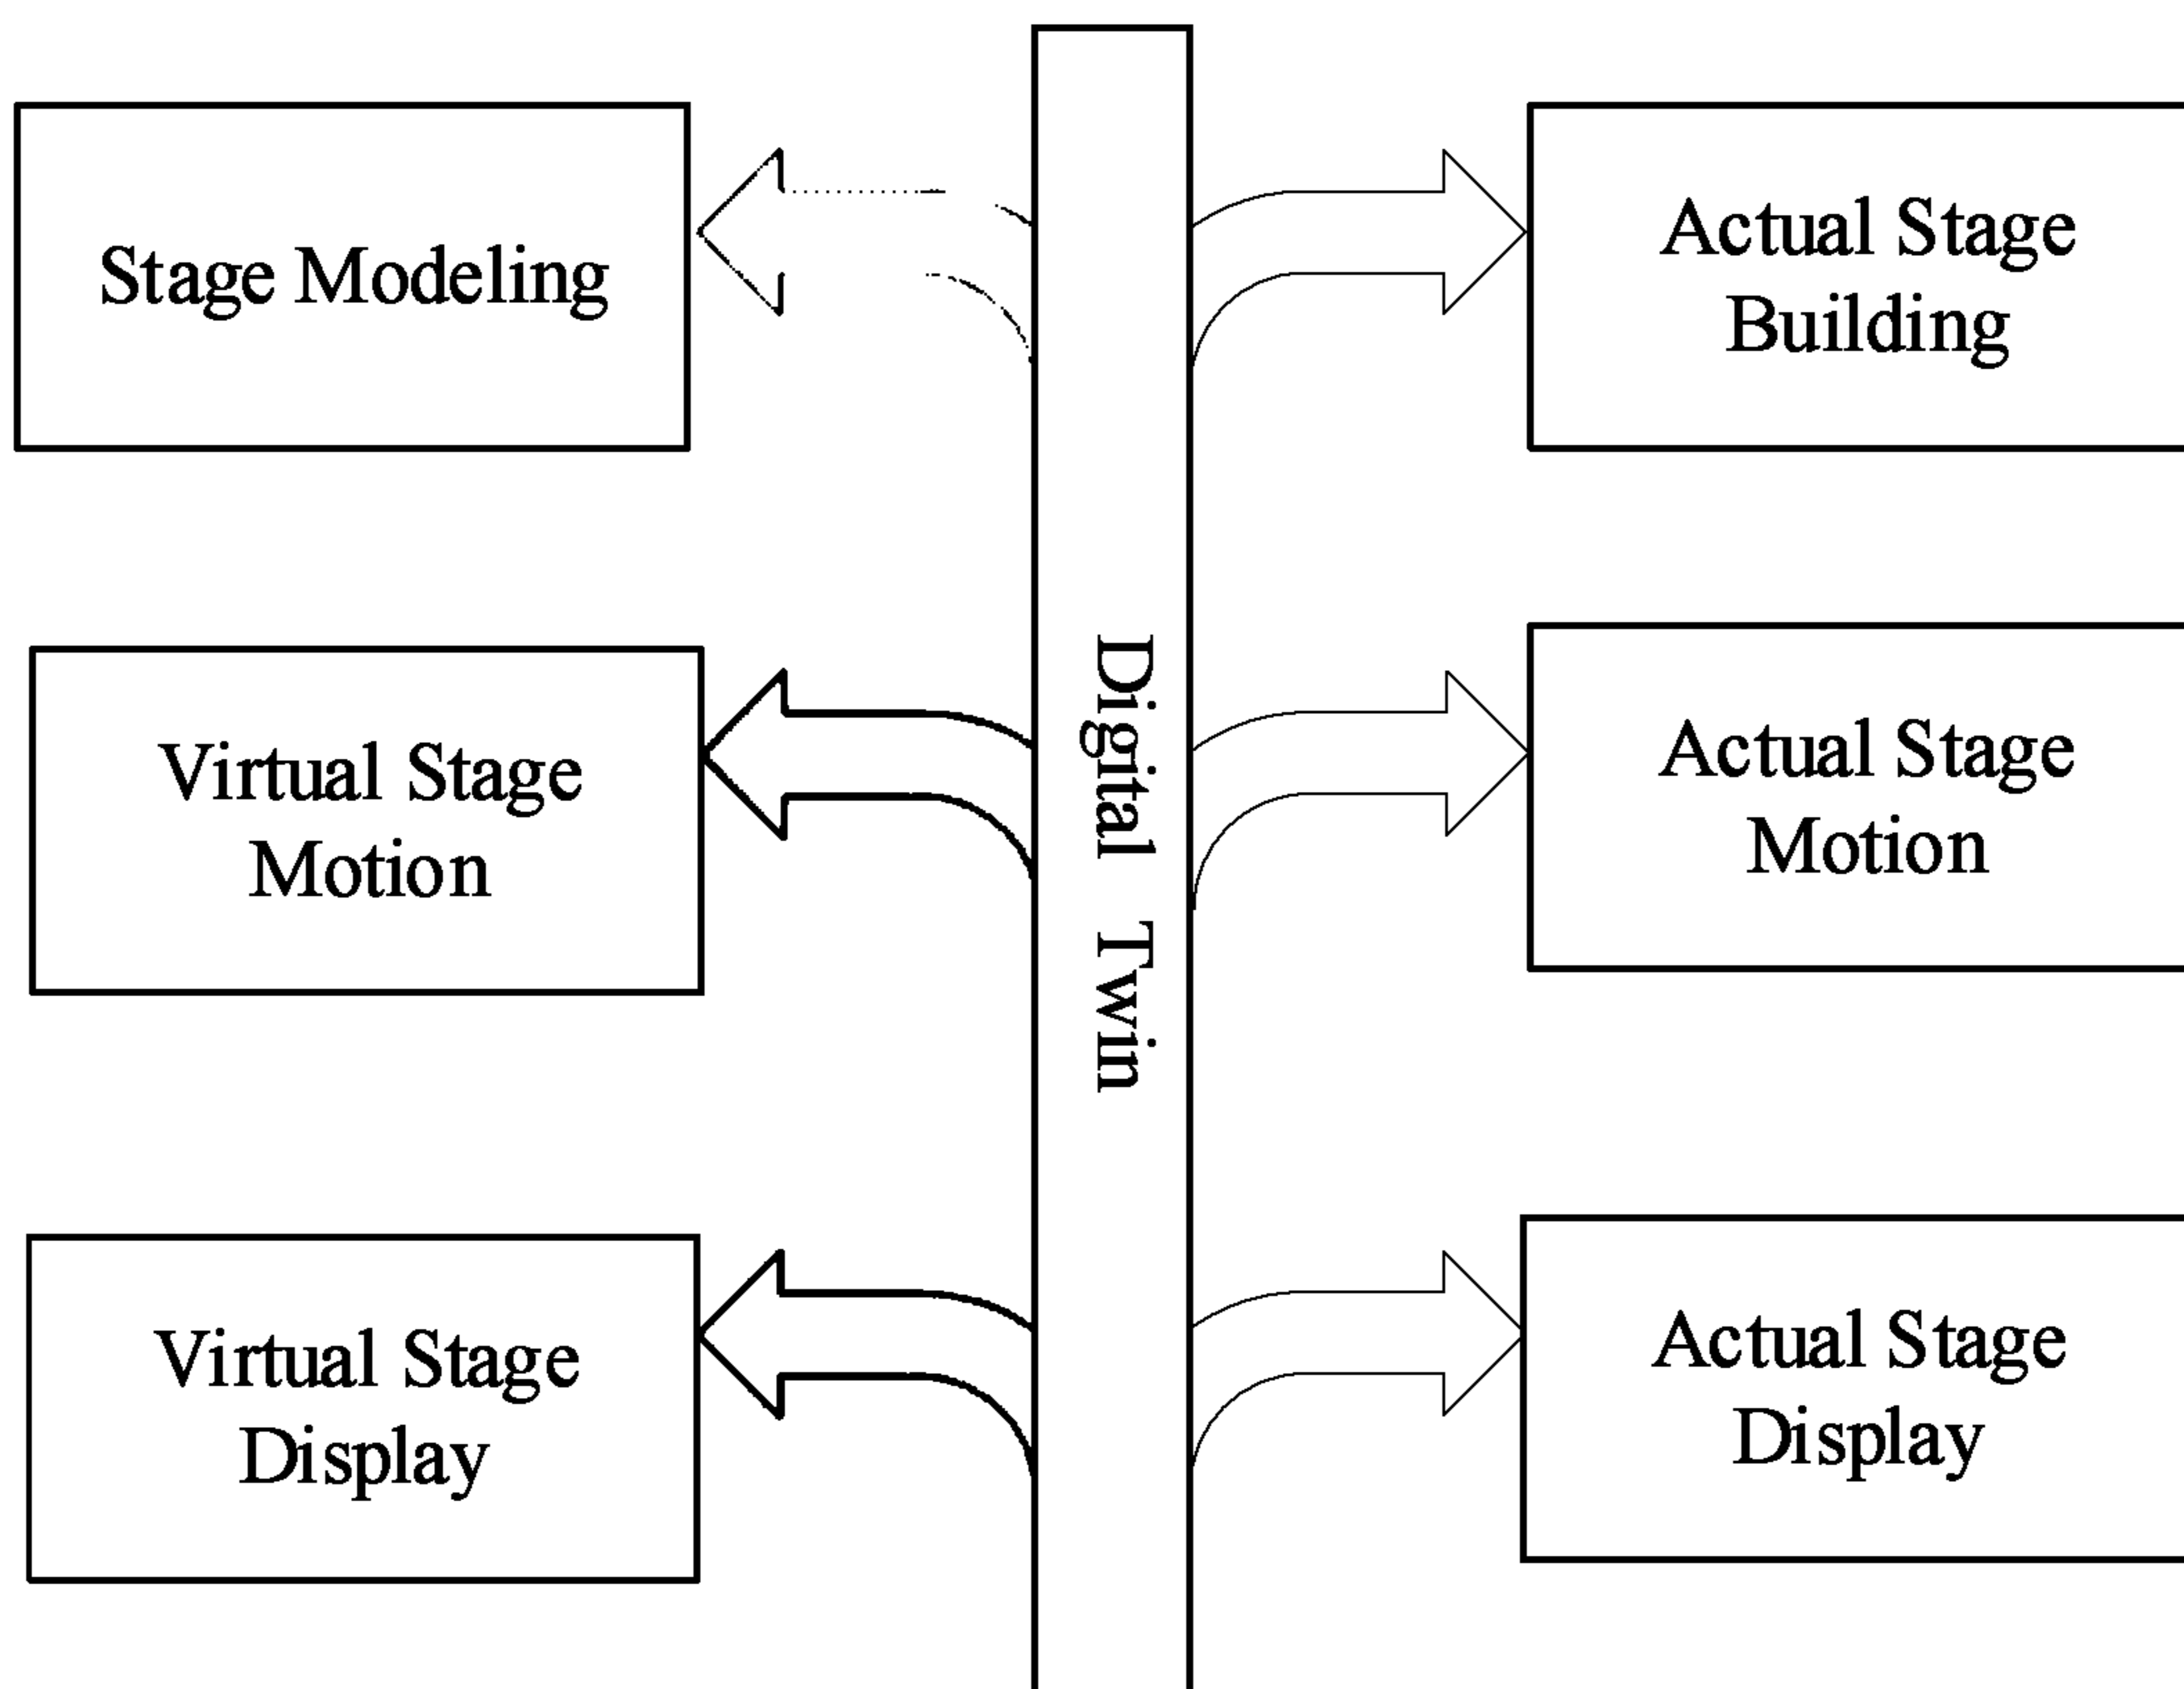 Stage Modeling
Actual Stage
Building
Digital Twin
Virtual Stage
Motion
Actual Stage
Motion
Virtual Stage
Display
Actual Stage
Display